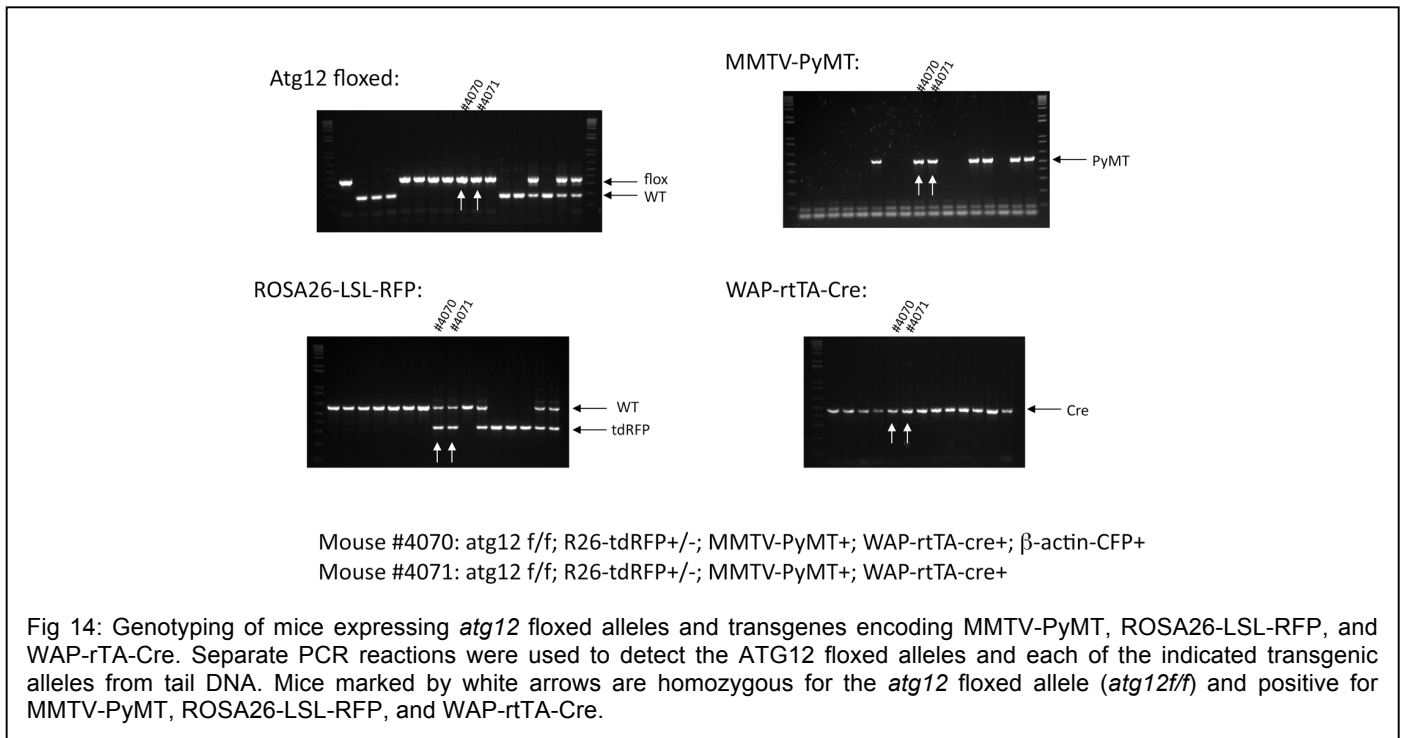 Atg12 floxed:
#4070
#4071
flox
WT
MMTV-PyMT:
#4070
#4071
PyMT
ROSA26-LSL-RFP:
#4070
#4071
WT
tdRFP
WAP-rtTA-Cre:
#4070
#4071
Cre
Mouse #4070: atg12 f/f; R26-tdRFP+/-; MMTV-PyMT+; WAP-rtTA-cre+; β-actin-CFP+
Mouse #4071: atg12 f/f; R26-tdRFP+/-; MMTV-PyMT+; WAP-rtTA-cre+
Fig 14: Genotyping of mice expressing atg12 floxed alleles and transgenes encoding MMTV-PyMT, ROSA26-LSL-RFP, and
WAP-rTA-Cre. Separate PCR reactions were used to detect the ATG12 floxed alleles and each of the indicated transgenic
alleles from tail DNA. Mice marked by white arrows are homozygous for the atg12 floxed allele (atg12f/f) and positive for
MMTV-PyMT, ROSA26-LSL-RFP, and WAP-rtTA-Cre.